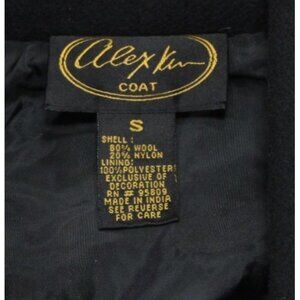 alex kim
COAT
S
SHELL:
80% WOOL
20% NYLON
LINING:
100% POLYESTER
EXCLUSIVE OF
DECORATION
RN # 95809
MADE IN INDIA
SEE REVERSE
FOR CARE